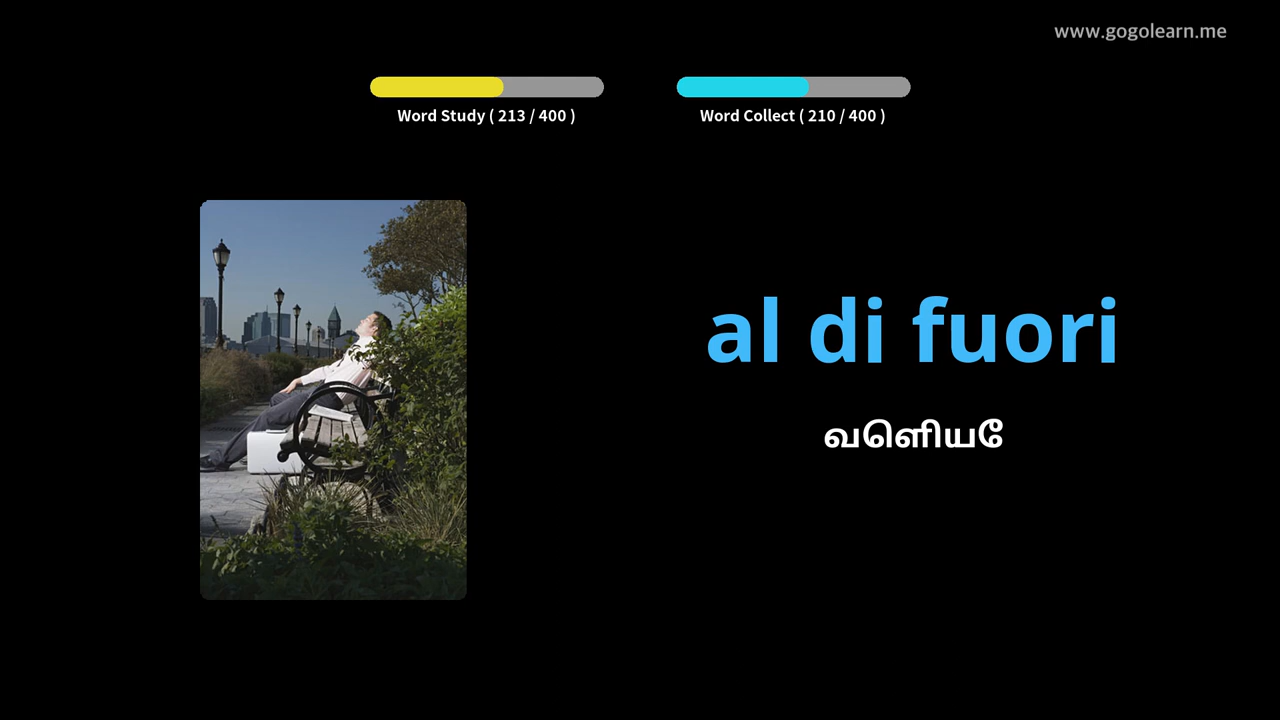 www.gogolearn.me
Word Study ( 213 / 400 )
Word Collect ( 210 / 400 )
al di fuori
வெளியே